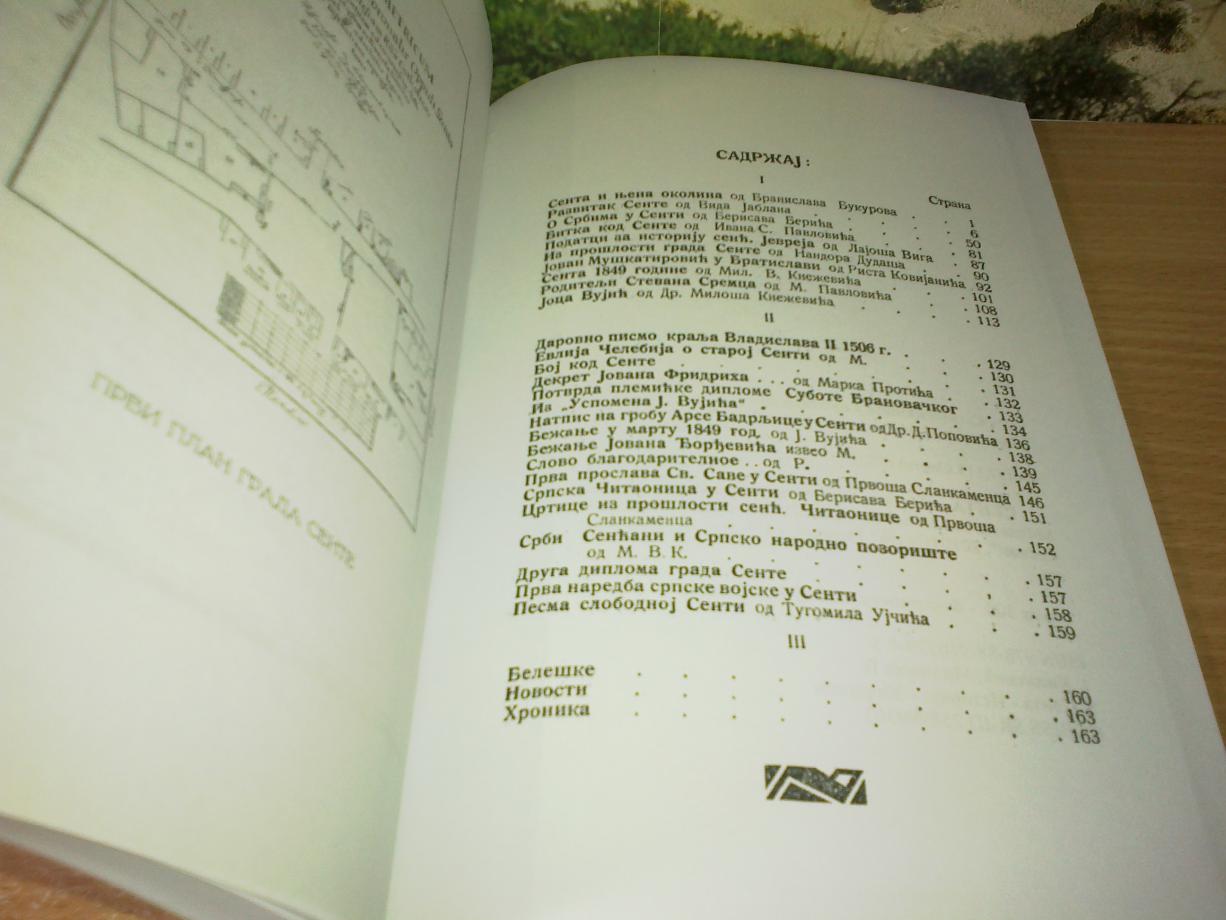 ПРВИ ПЛАН ГРАДА СЕНТЕ
САДРЖАЈ:
I
Страна
Сента и њена околина од Бранислава Букурова . . 1
Развитак Сенте од Вида Јаблана . . . . . 6
О Србима у Сенти од Берисава Берића . . . . 50
Битка код Сенте од Ивана С. Павловића . . . 81
Податци за историју сенћ. Јевреја од Лајоша Вига . 87
Из прошлости града Сенте од Нандора Дудаша . . 90
Јован Мушкатировић у Братислави од Риста Ковијанића 92
Сента 1849 године од Мил. В. Кнежевића . . . 101
Родитељи Стевана Сремца од М. Павловића . . . 108
Јоца Вујић од Др. Милоша Кнежевића . . . . 113
II
Даровно писмо краља Владислава II 1506 г. . . . 129
Евлија Челебија о старој Сенти од М. . . . 130
Бој код Сенте . . . . . . . . 131
Декрет Јована Фридриха . . . од Марка Протића . . 132
Потврда племићке дипломе Суботе Брановачког . 133
Из „Успомена Ј. Вујића“ . . . . . . 134
Натпис на гробу Арсе Бадрљице у Сенти од Др. Д. Поповића 136
Бежање у марту 1849 год. од Ј. Вујића . . . . 138
Бежање Јована Ђорђевића извео М. . . . . 139
Слово благодарителное . . од Р. . . . . . 145
Прва прослава Св. Саве у Сенти од Првоша Сланкаменца 146
Српска Читаоница у Сенти од Берисава Берића . . 151
Цртице из прошлости сенћ. Читаонице од Првоша
Сланкаменца . . . . . . . 152
Срби Сенћани и Српско народно позориште
од М. В. К. . . . . . . . 157
Друга диплома града Сенте . . . . . . 157
Прва наредба српске војске у Сенти . . . . 158
Песма слободној Сенти од Тугомила Ујчића . . . 159
III
Белешке . . . . . . . . . . 160
Новости . . . . . . . . . . 163
Хроника . . . . . . . . . . 163